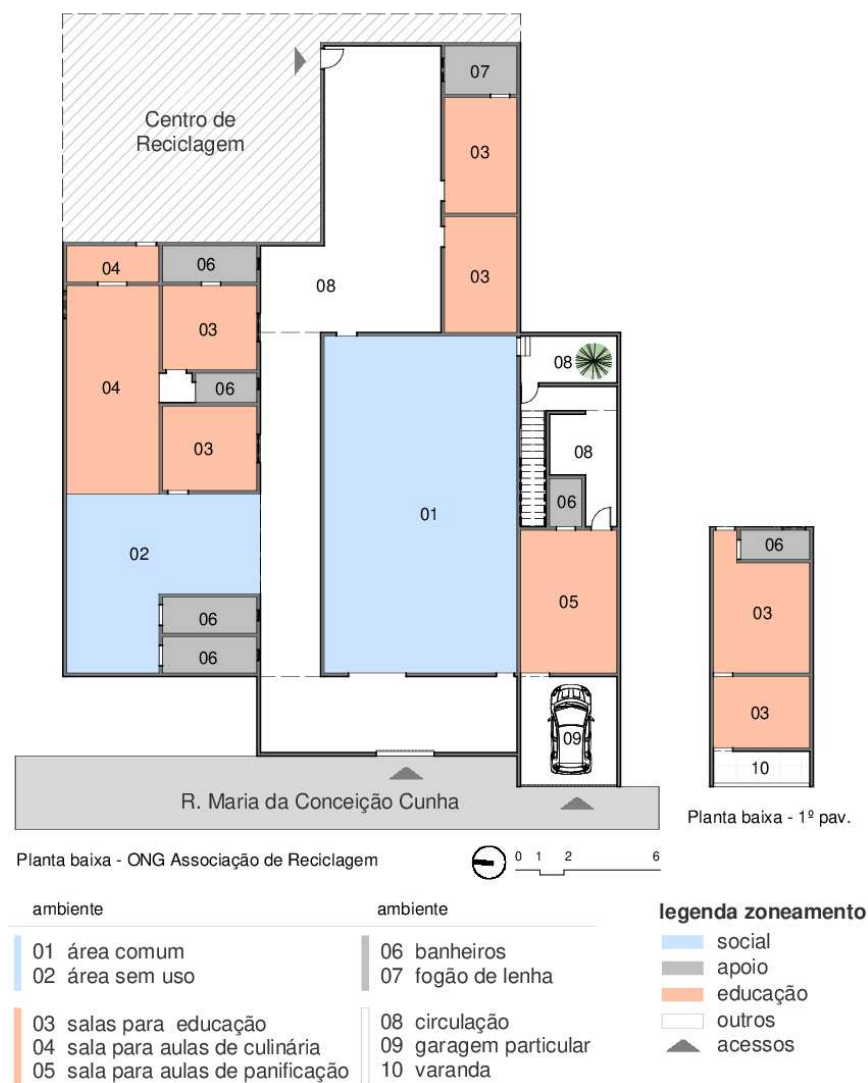 07
Centro de
Reciclagem
03
04
06
03
08
03
08
04
06
03
08
06
01
02
06
05
03
06
06
03
09
10
R. Maria da Conceição Cunha
Planta baixa - 1º pav.
Planta baixa - ONG Associação de Reciclagem
0 1 2 6
ambiente
01 área comum
02 área sem uso
03 salas para educação
04 sala para aulas de culinária
05 sala para aulas de panificação
ambiente
06 banheiros
07 fogão de lenha
08 circulação
09 garagem particular
10 varanda
legenda zoneamento
social
apoio
educação
outros
acessos